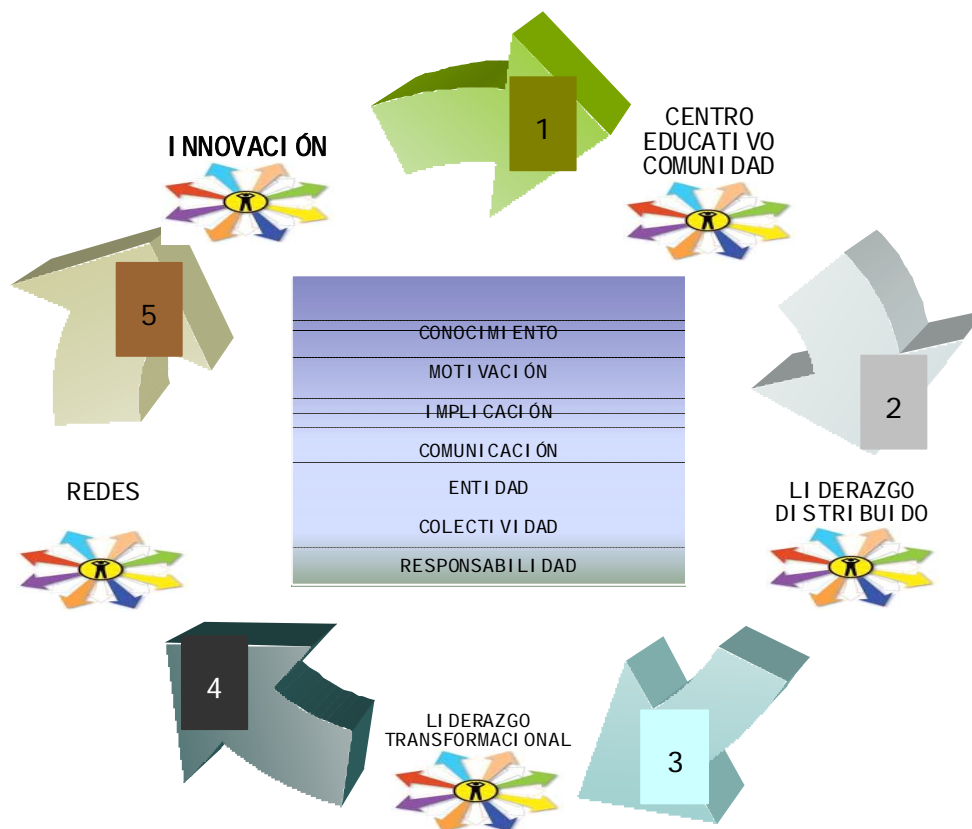 1
CENTRO
EDUCATIVO
COMUNIDAD
INNOVACIÓN
5
CONOCIMIENTO
MOTIVACIÓN
IMPLICACIÓN
COMUNICACIÓN
ENTIDAD
COLECTIVIDAD
RESPONSABILIDAD
2
REDES
LIDERAZGO
DISTRIBUIDO
4
LIDERAZGO
TRANSFORMACIONAL
3